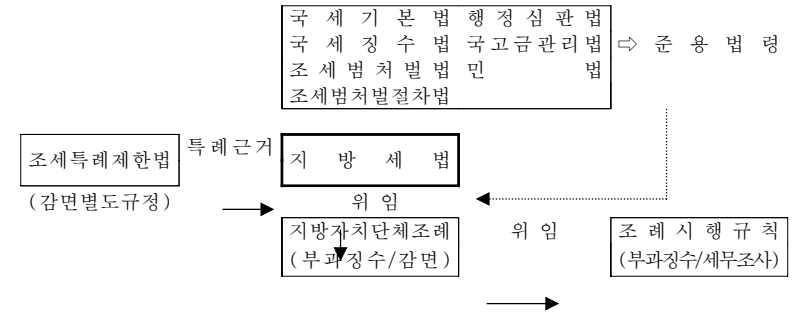 국세기본법 행정심판법
국세징수법 국고금관리법 ⇨ 준용법령
조세범처벌법 민법
조세범처벌절차법
조세특례제한법 특례근거 지방세법
(감면별도규정) 위임
지방자치단체조례 위임 조례시행규칙
(부과징수/감면) (부과징수/세무조사)